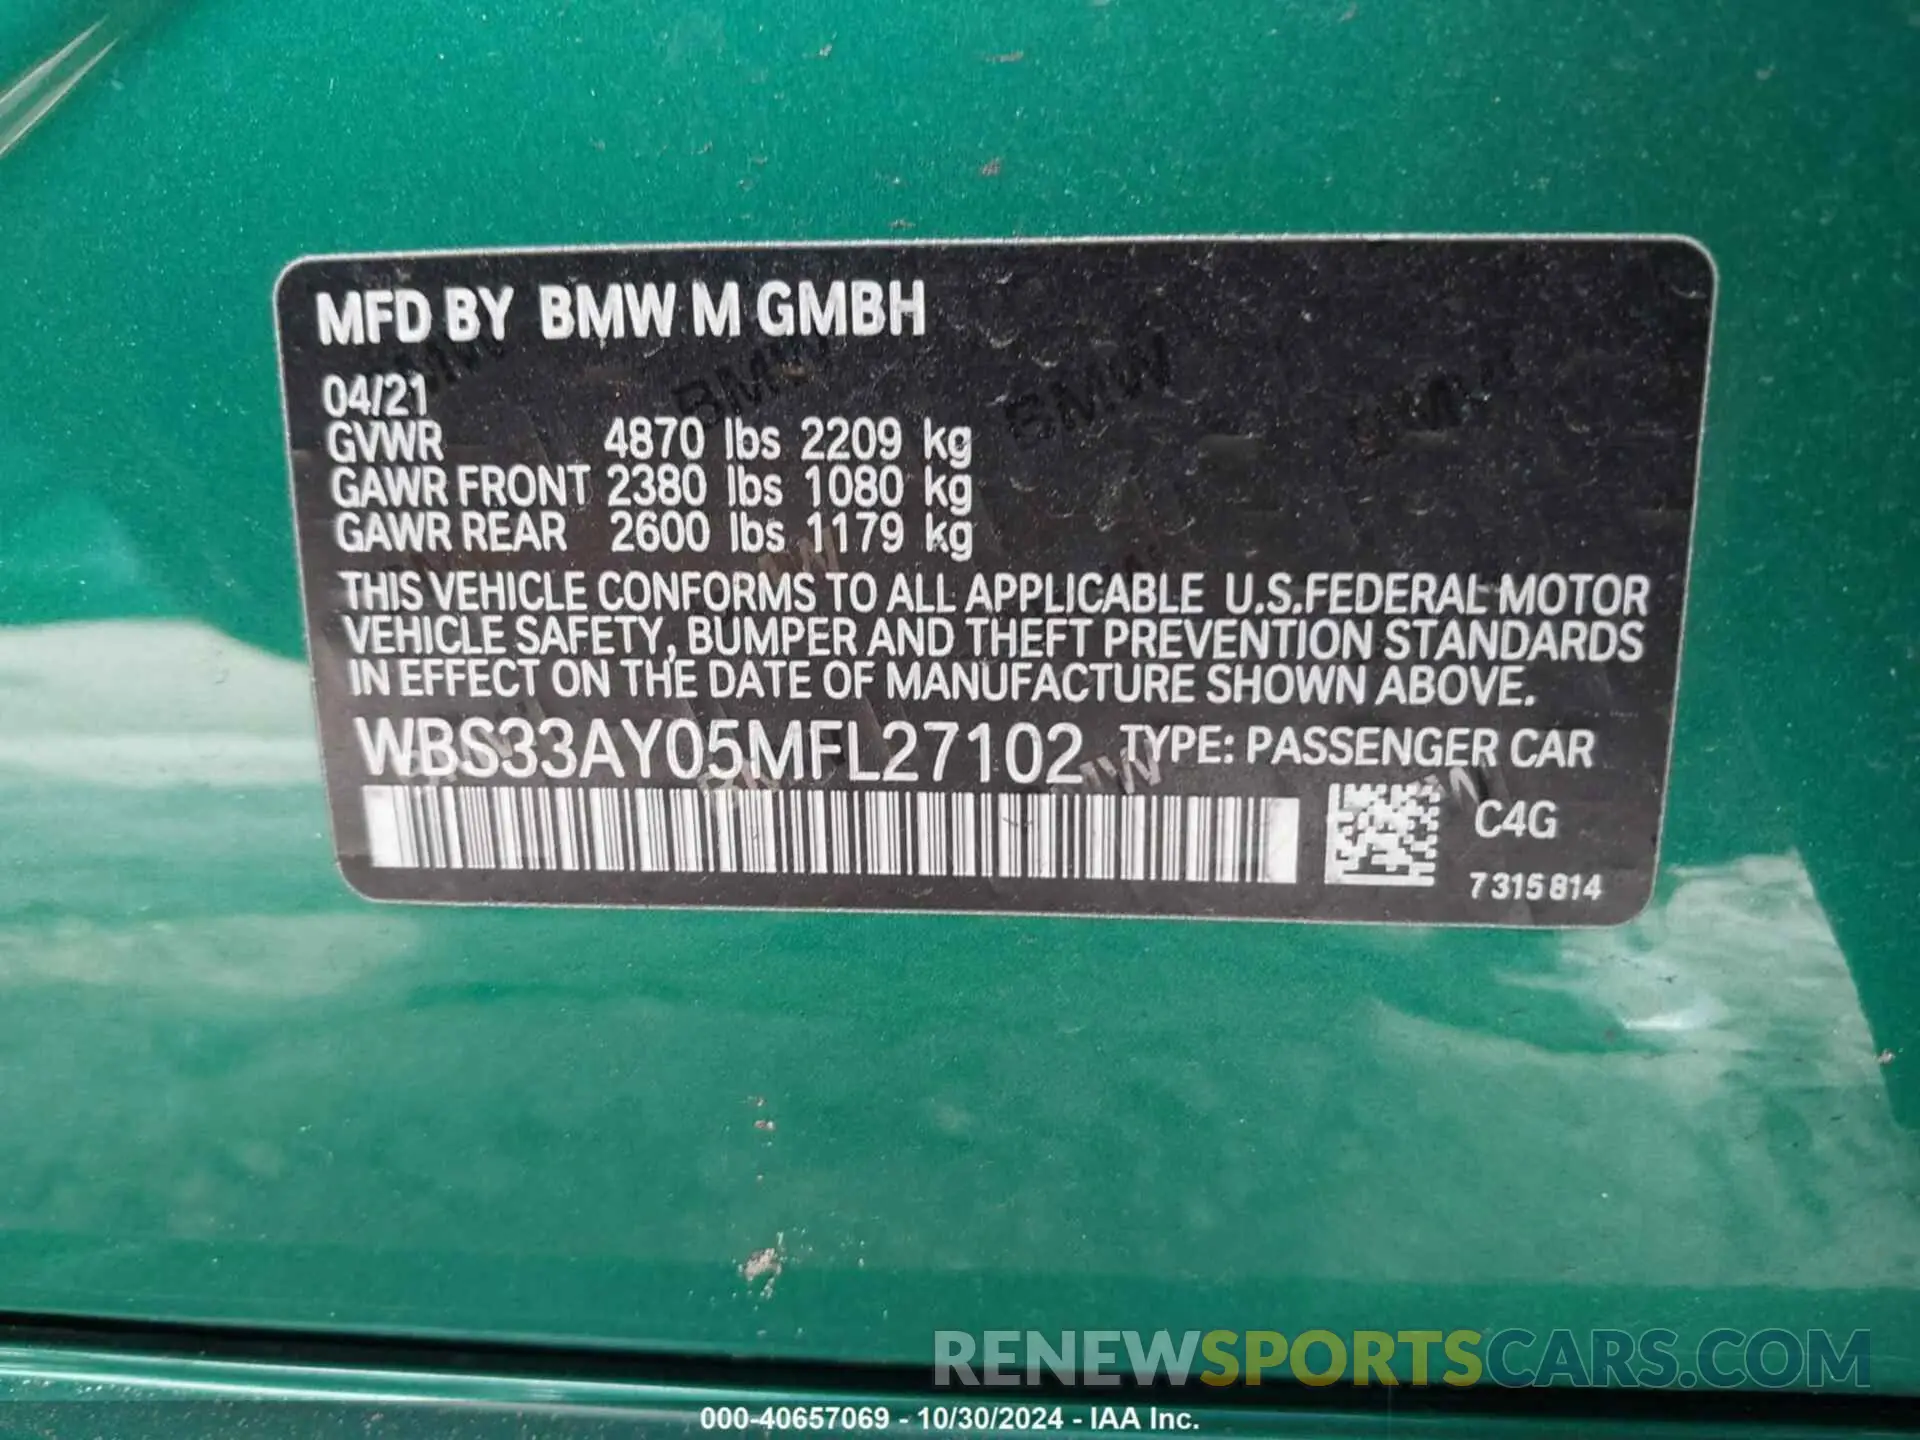 MFD BY BMW M GMBH
04/21
GVWR 4870 lbs 2209 kg
GAWR FRONT 2380 lbs 1080 kg
GAWR REAR 2600 lbs 1179 kg
THIS VEHICLE CONFORMS TO ALL APPLICABLE U.S.FEDERAL MOTOR
VEHICLE SAFETY, BUMPER AND THEFT PREVENTION STANDARDS
IN EFFECT ON THE DATE OF MANUFACTURE SHOWN ABOVE.
WBS33AY05MFL27102 TYPE: PASSENGER CAR
C4G
7 315 814
RENEWSPORTSCARS.COM
000-40657069 - 10/30/2024 - IAA Inc.